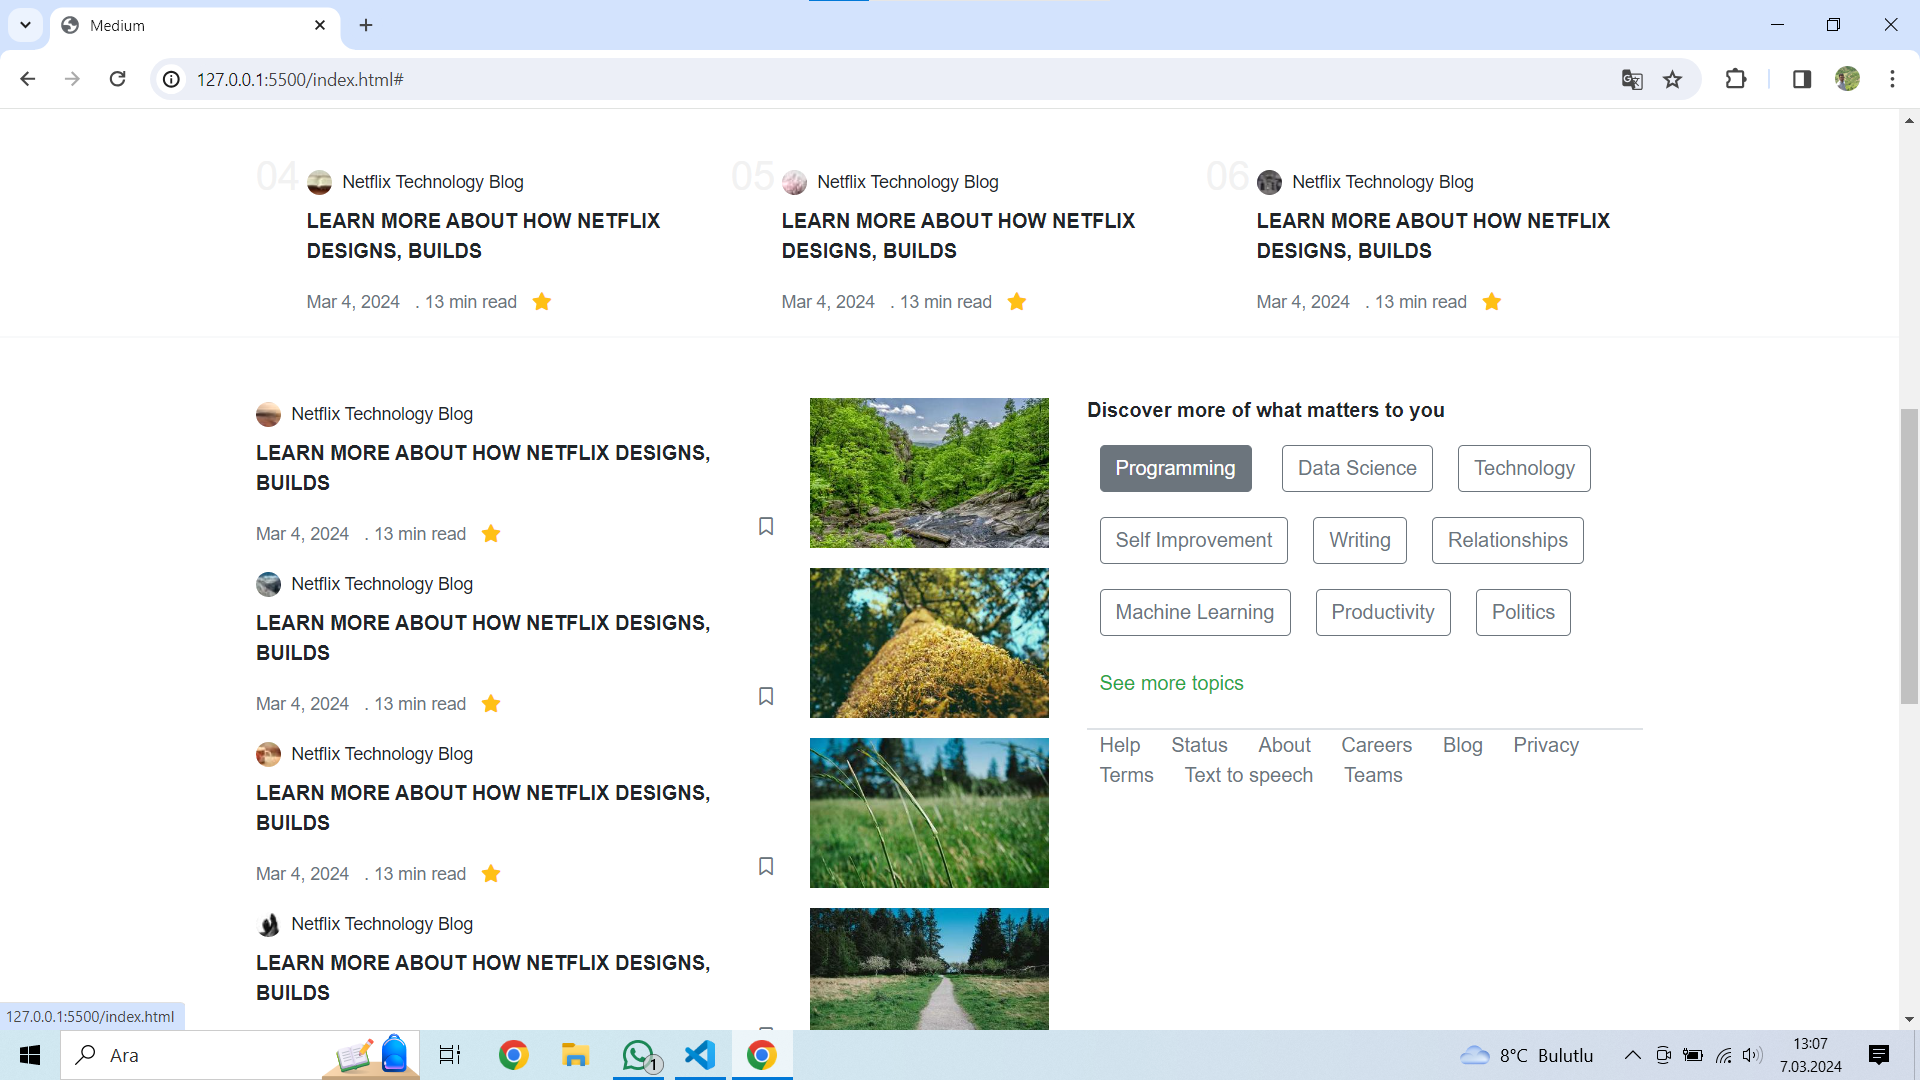 Medium
127.0.0.1:5500/index.html#
04 Netflix Technology Blog
LEARN MORE ABOUT HOW NETFLIX
DESIGNS, BUILDS
Mar 4, 2024 . 13 min read
05 Netflix Technology Blog
LEARN MORE ABOUT HOW NETFLIX
DESIGNS, BUILDS
Mar 4, 2024 . 13 min read
06 Netflix Technology Blog
LEARN MORE ABOUT HOW NETFLIX
DESIGNS, BUILDS
Mar 4, 2024 . 13 min read
Netflix Technology Blog
LEARN MORE ABOUT HOW NETFLIX DESIGNS,
BUILDS
Mar 4, 2024 . 13 min read
Netflix Technology Blog
LEARN MORE ABOUT HOW NETFLIX DESIGNS,
BUILDS
Mar 4, 2024 . 13 min read
Netflix Technology Blog
LEARN MORE ABOUT HOW NETFLIX DESIGNS,
BUILDS
Mar 4, 2024 . 13 min read
Netflix Technology Blog
LEARN MORE ABOUT HOW NETFLIX DESIGNS,
BUILDS
Discover more of what matters to you
Programming Data Science Technology
Self Improvement Writing Relationships
Machine Learning Productivity Politics
See more topics
Help Status About Careers Blog Privacy
Terms Text to speech Teams
127.0.0.1:5500/index.html
Ara
1
8°C Bulutlu
13:07
7.03.2024